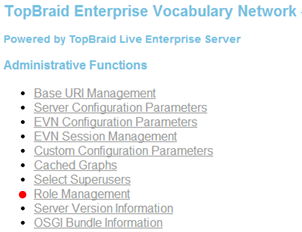 TopBraid Enterprise Vocabulary Network -
Powered by TopBraid Live Enterprise Server
Administrative Functions
Base URI Management
Server Configuration Parameters
EVN Configuration Parameters
EVN Session Management
Custom Configuration Parameters
Cached Graphs
Select Superusers
Role Management
Server Version Information
OSGI Bundle Information